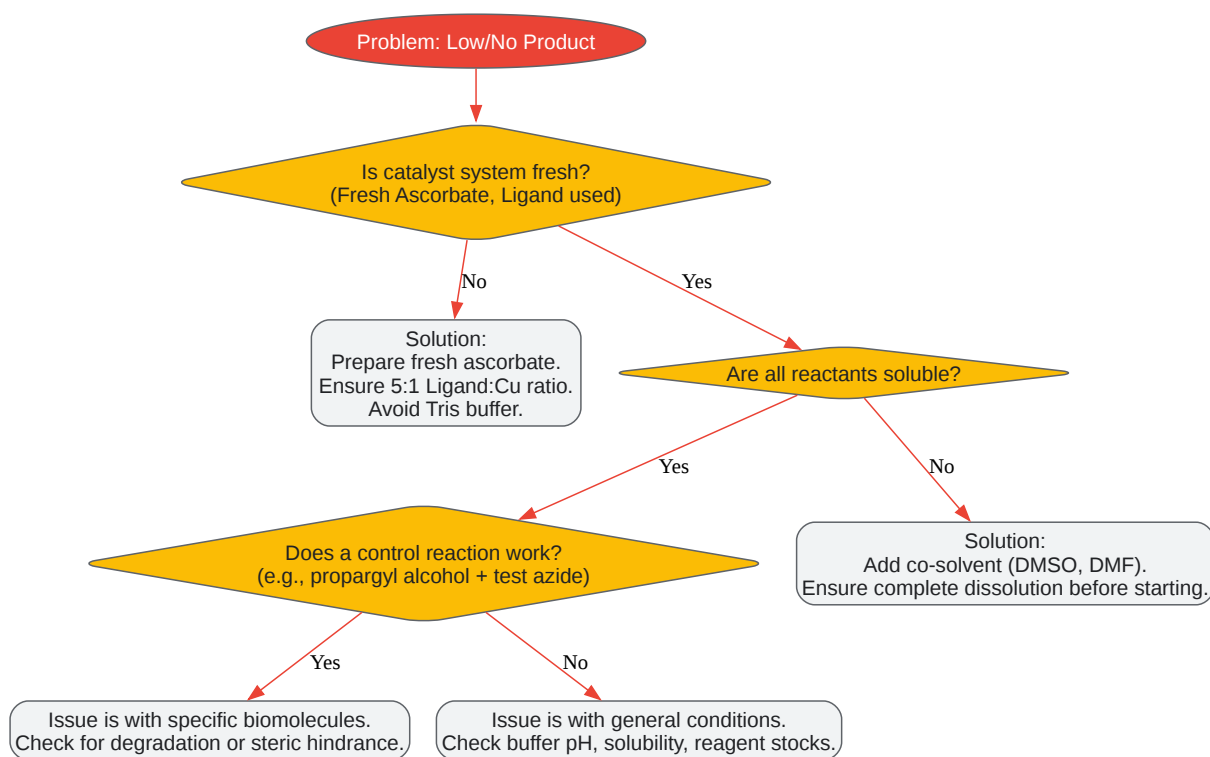 Problem: Low/No Product
Is catalyst system fresh?
(Fresh Ascorbate, Ligand used)
No
Yes
Solution:
Prepare fresh ascorbate.
Ensure 5:1 Ligand:Cu ratio.
Avoid Tris buffer.
Are all reactants soluble?
Yes
No
Does a control reaction work?
(e.g., propargyl alcohol + test azide)
Solution:
Add co-solvent (DMSO, DMF).
Ensure complete dissolution before starting.
Yes
No
Issue is with specific biomolecules.
Check for degradation or steric hindrance.
Issue is with general conditions.
Check buffer pH, solubility, reagent stocks.